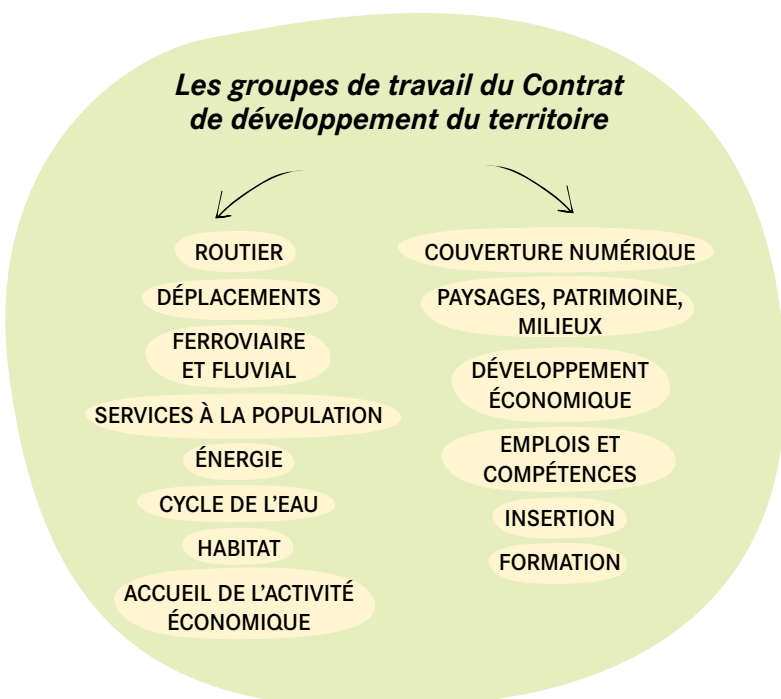 Les groupes de travail du Contrat
de développement du territoire
ROUTIER
DÉPLACEMENTS
FERROVIAIRE
ET FLUVIAL
SERVICES À LA POPULATION
ÉNERGIE
CYCLE DE L’EAU
HABITAT
ACCUEIL DE L’ACTIVITÉ
ÉCONOMIQUE
COUVERTURE NUMÉRIQUE
PAYSAGES, PATRIMOINE,
MILIEUX
DÉVELOPPEMENT
ÉCONOMIQUE
EMPLOIS ET
COMPÉTENCES
INSERTION
FORMATION